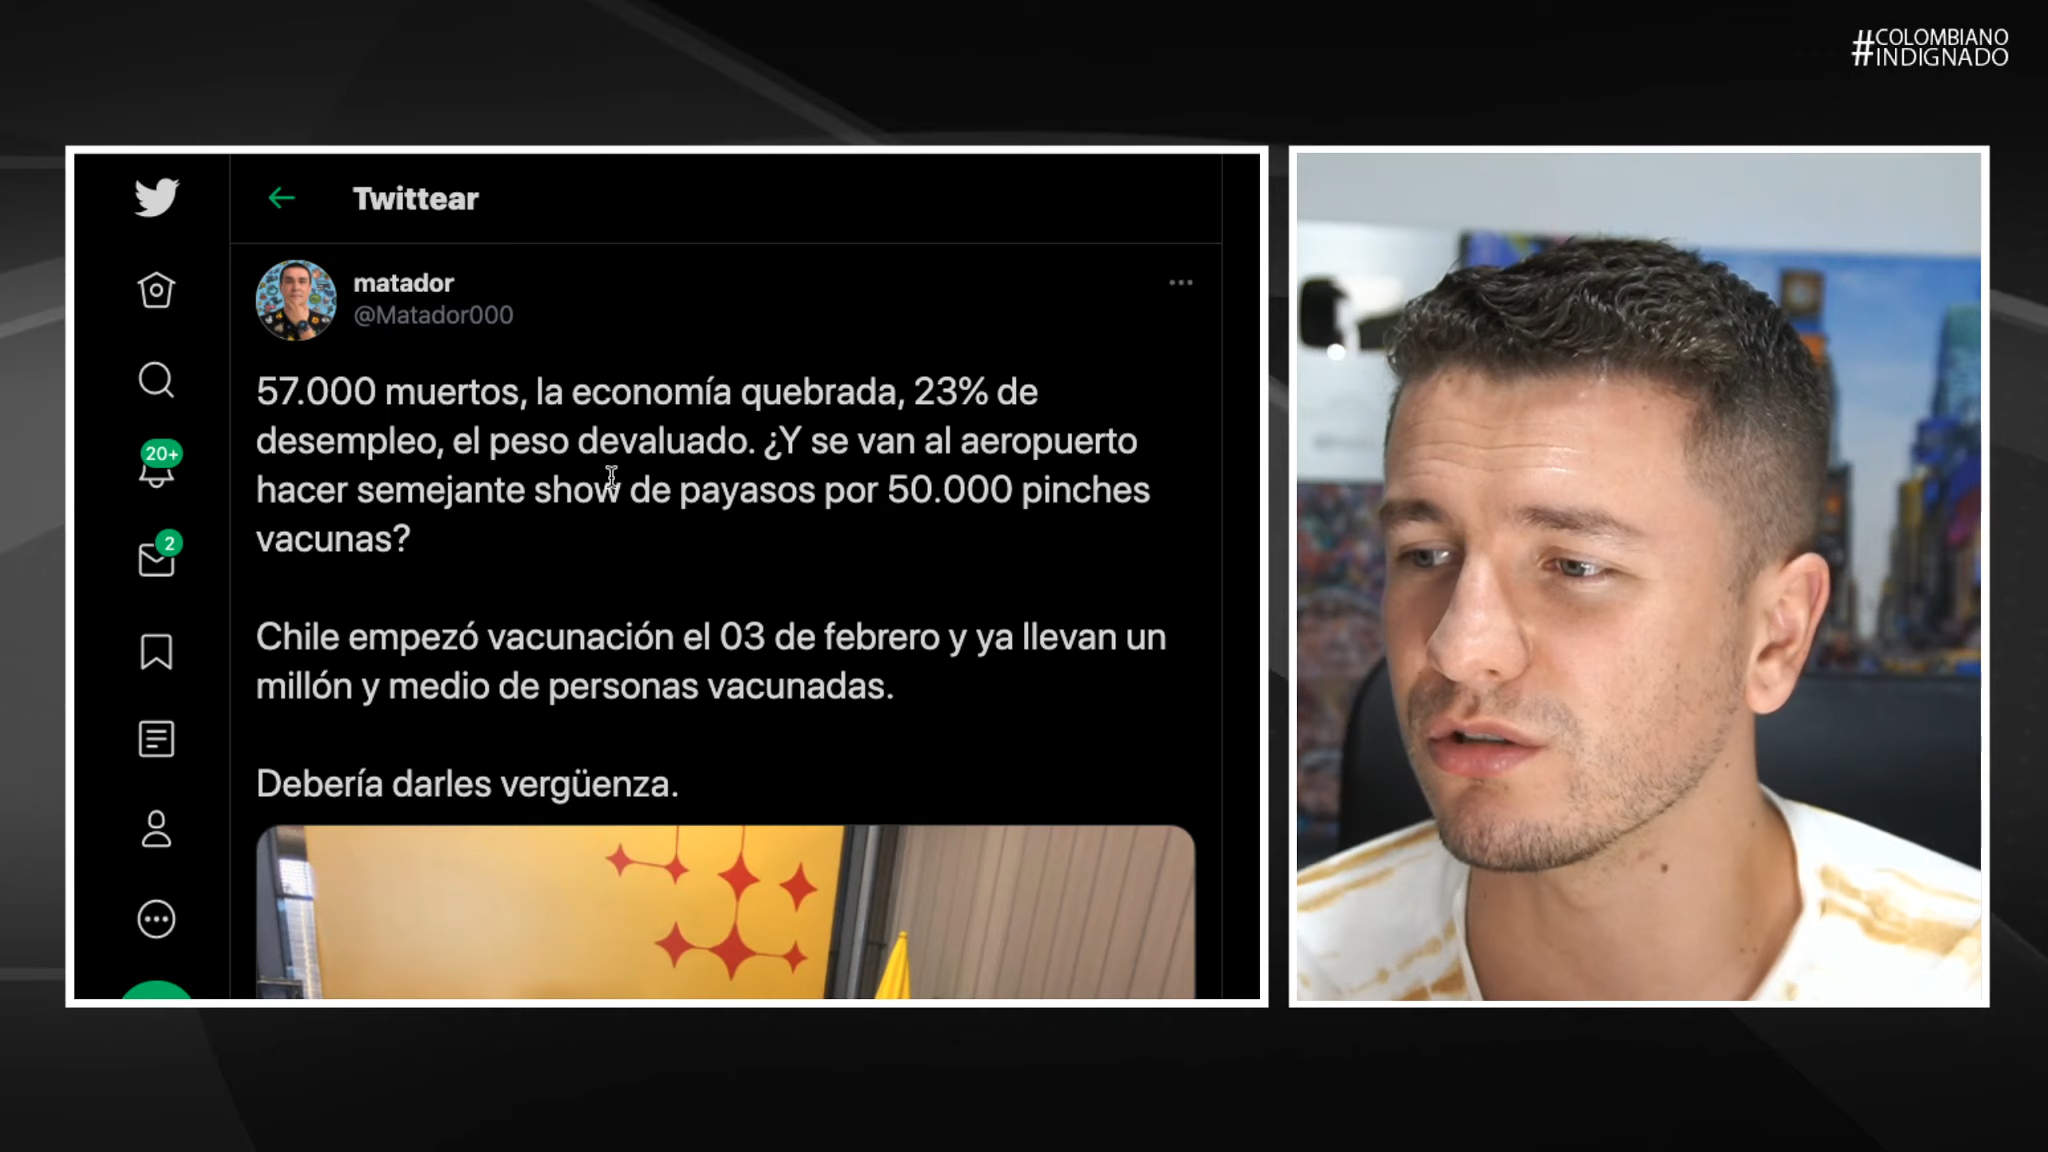 #COLOMBIANO
INDIGNADO
Twittear
matador
@Matador000
57.000 muertos, la economía quebrada, 23% de
desempleo, el peso devaluado. ¿Y se van al aeropuerto
hacer semejante show de payasos por 50.000 pinches
vacunas?
Chile empezó vacunación el 03 de febrero y ya llevan un
millón y medio de personas vacunadas.
Debería darles vergüenza.
20+
2